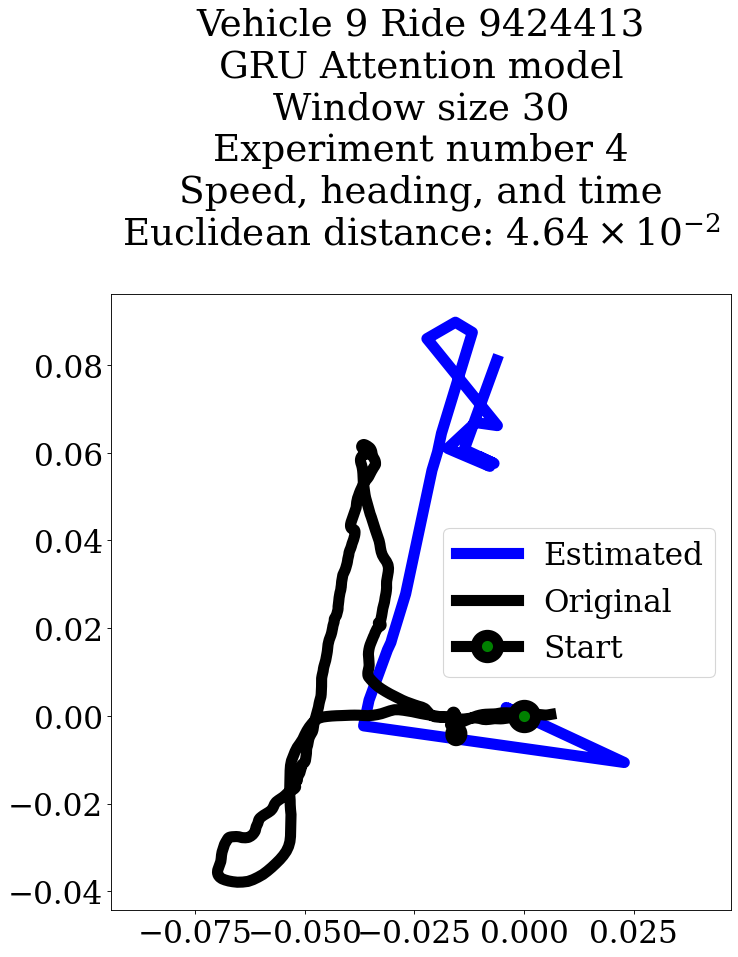 Vehicle 9 Ride 9424413
GRU Attention model
Window size 30
Experiment number 4
Speed, heading, and time
Euclidean distance: 4.64 × 10⁻²
0.08
0.06
0.04
0.02
0.00
−0.02
−0.04
Estimated
Original
Start
−0.075 −0.050 −0.025 0.000 0.025